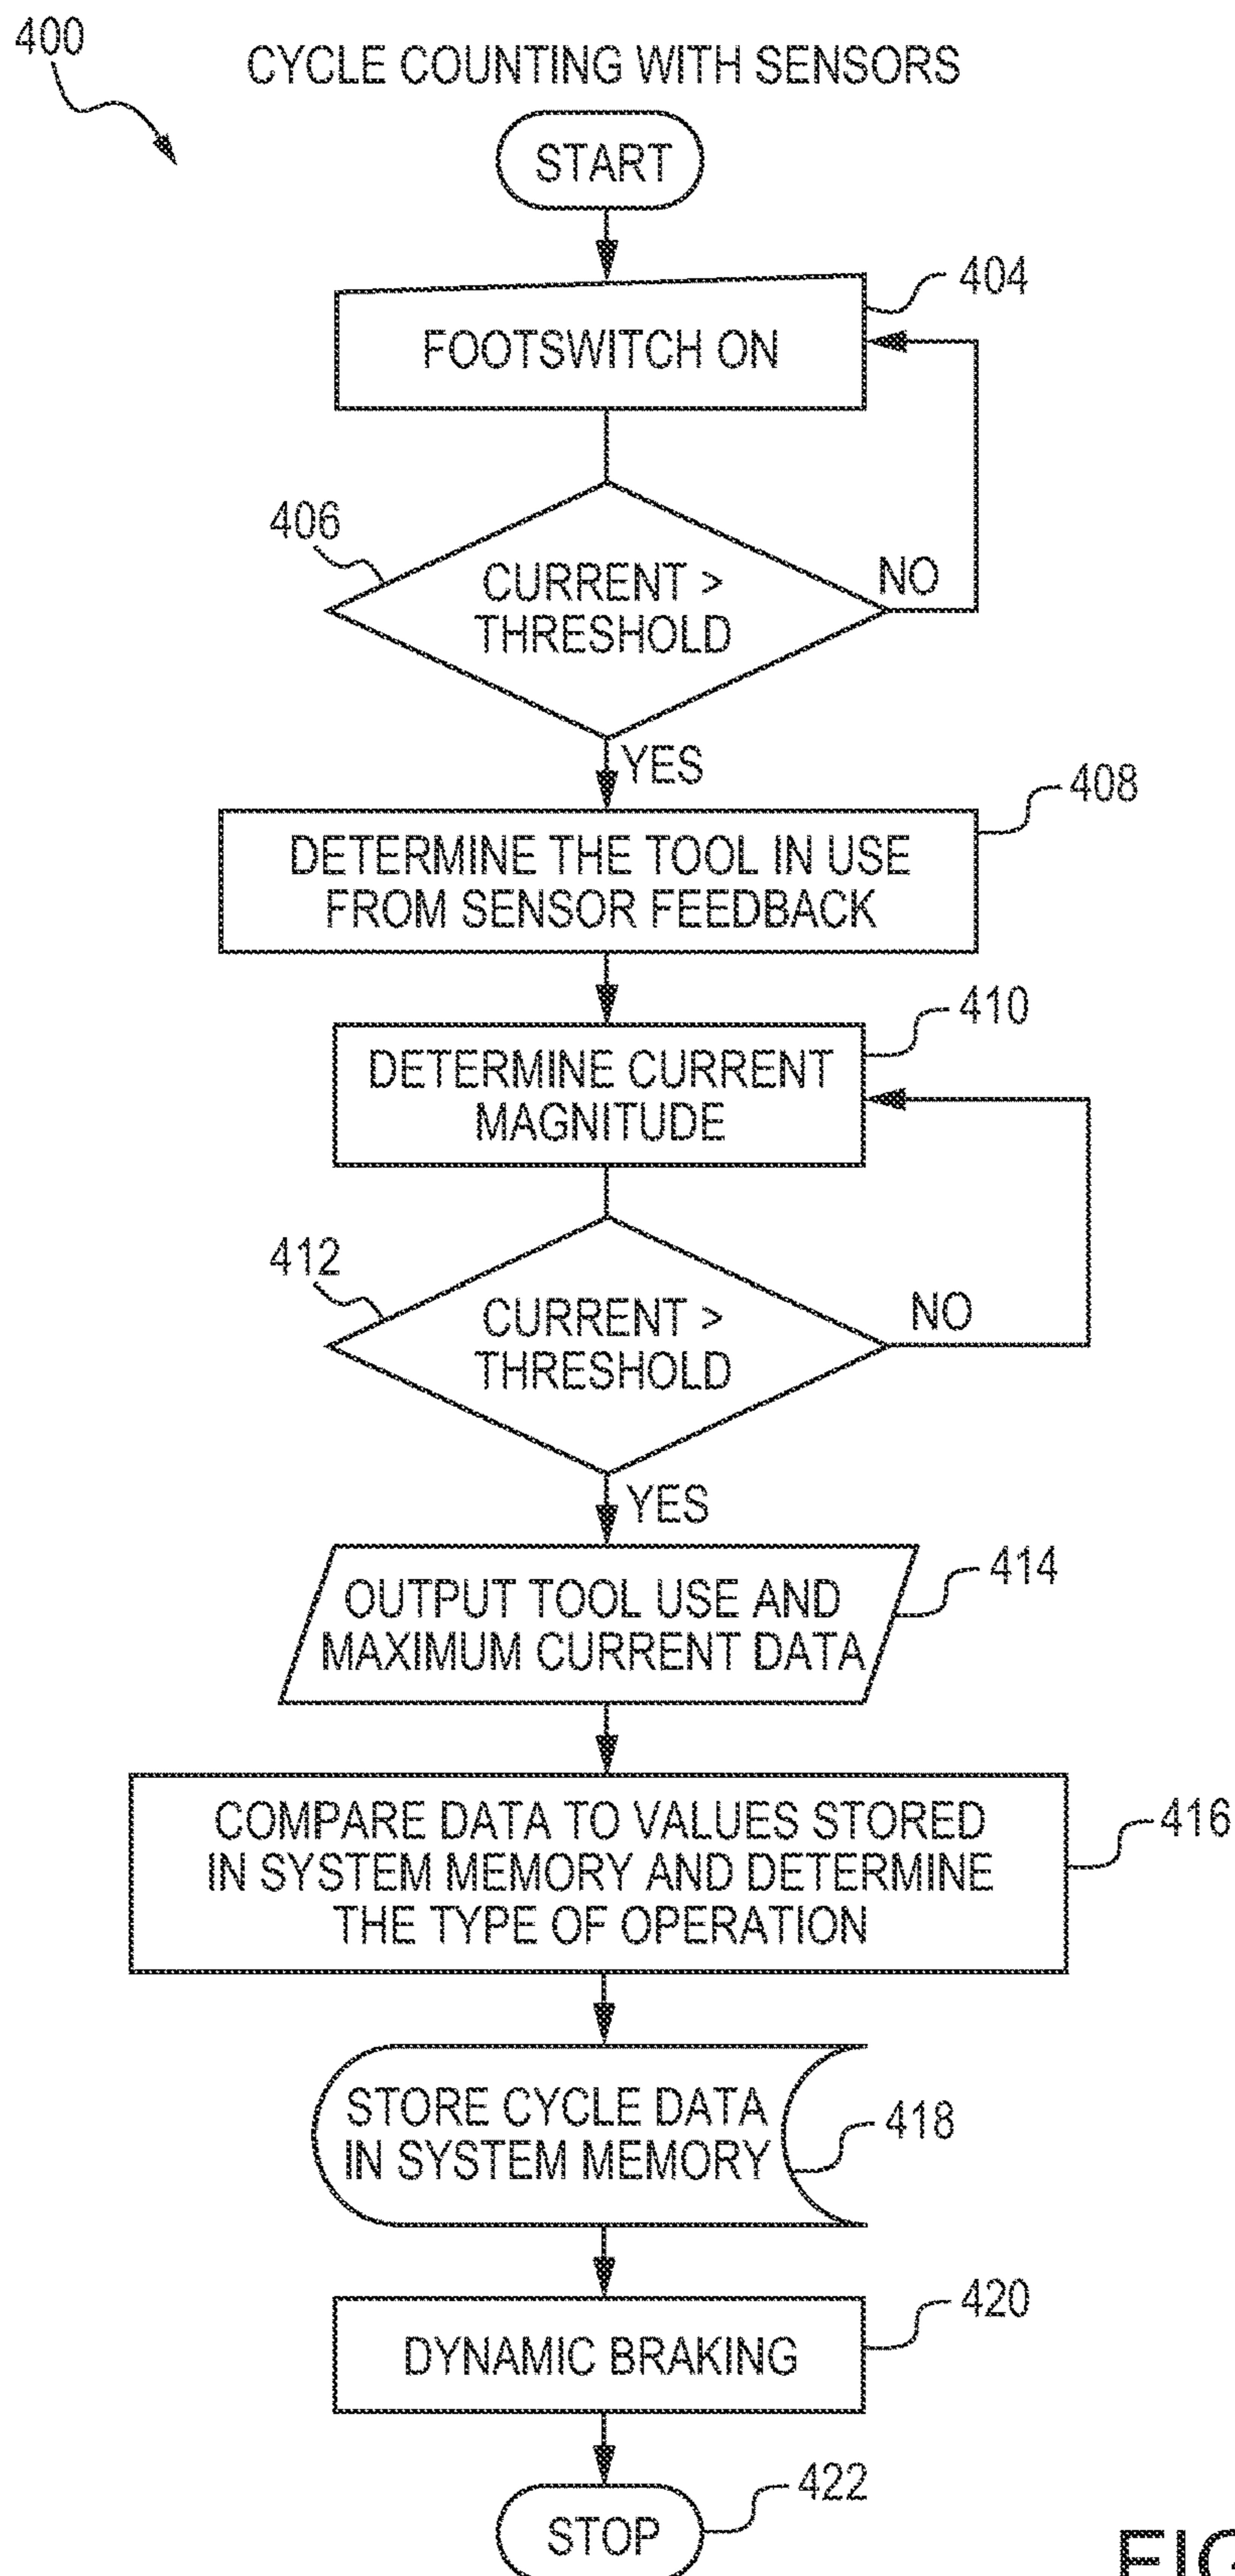 400
CYCLE COUNTING WITH SENSORS
START
404
FOOTSWITCH ON
406
CURRENT >
THRESHOLD
NO
YES
408
DETERMINE THE TOOL IN USE
FROM SENSOR FEEDBACK
410
DETERMINE CURRENT
MAGNITUDE
412
CURRENT >
THRESHOLD
NO
YES
414
OUTPUT TOOL USE AND
MAXIMUM CURRENT DATA
416
COMPARE DATA TO VALUES STORED
IN SYSTEM MEMORY AND DETERMINE
THE TYPE OF OPERATION
STORE CYCLE DATA
IN SYSTEM MEMORY
418
420
DYNAMIC BRAKING
422
STOP